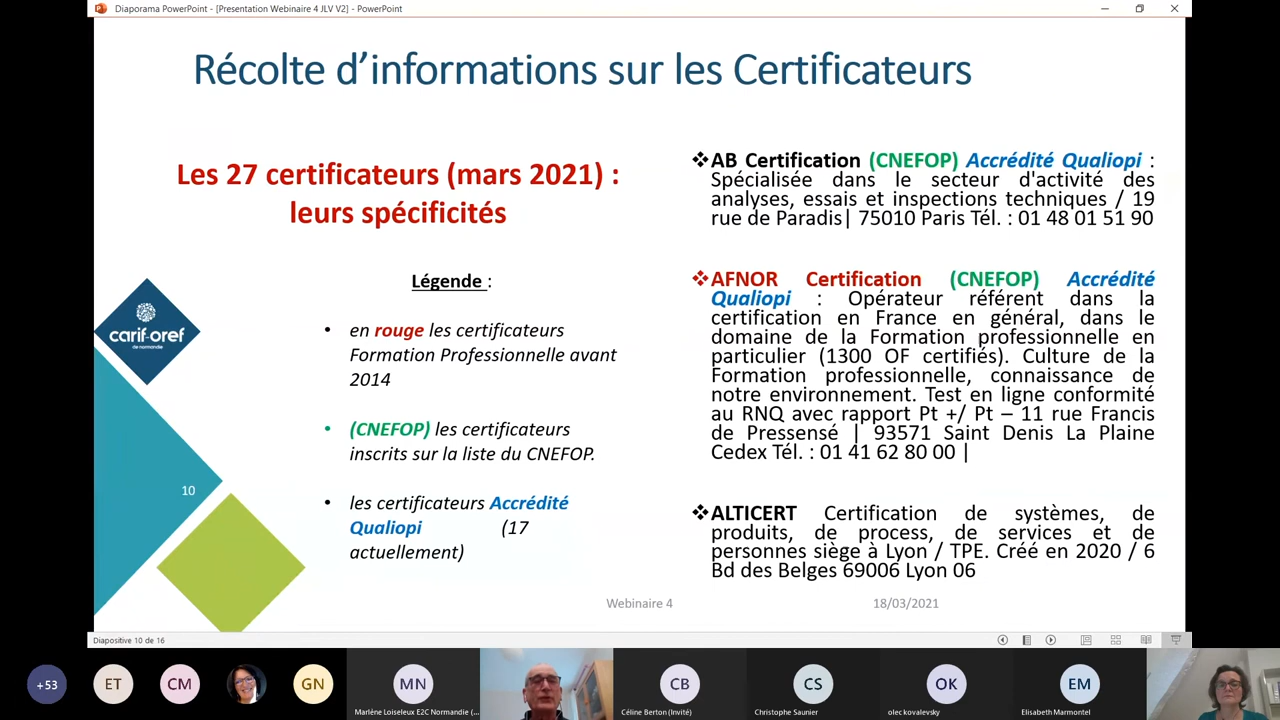 Diaporama PowerPoint - [Presentation Webinaire 4 JLV V2] - PowerPoint
Récolte d’informations sur les Certificateurs
Les 27 certificateurs (mars 2021) :
leurs spécificités
Légende :
• en rouge les certificateurs
Formation Professionnelle avant
2014
• (CNEFOP) les certificateurs
inscrits sur la liste du CNEFOP.
• les certificateurs Accrédité
Qualiopi (17
actuellement)
❖AB Certification (CNEFOP) Accrédité Qualiopi :
Spécialisée dans le secteur d'activité des
analyses, essais et inspections techniques / 19
rue de Paradis| 75010 Paris Tél. : 01 48 01 51 90
❖AFNOR Certification (CNEFOP) Accrédité
Qualiopi : Opérateur référent dans la
certification en France en général, dans le
domaine de la Formation professionnelle en
particulier (1300 OF certifiés). Culture de la
Formation professionnelle, connaissance de
notre environnement. Test en ligne conformité
au RNQ avec rapport Pt +/ Pt – 11 rue Francis
de Pressensé | 93571 Saint Denis La Plaine
Cedex Tél. : 01 41 62 80 00 |
❖ALTICERT Certification de systèmes, de
produits, de process, de services et de
personnes siège à Lyon / TPE. Créé en 2020 / 6
Bd des Belges 69006 Lyon 06
carif-oref
de normandie
10
Webinaire 4
18/03/2021
Diapositive 10 de 16
+53
ET
CM
GN
MN
CB
CS
OK
EM
Marlène Loiseleux E2C Normandie (...
Céline Berton (Invité)
Christophe Saunier
olec kovalevsky
Elisabeth Marmontel